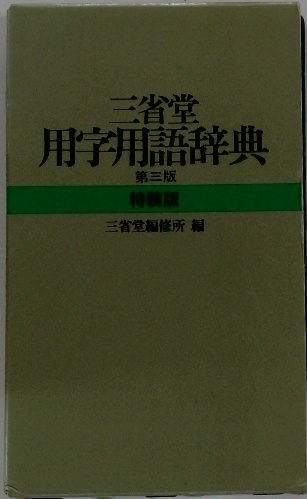 三省堂
用字用語辞典
第三版
特装版
三省堂編修所 編